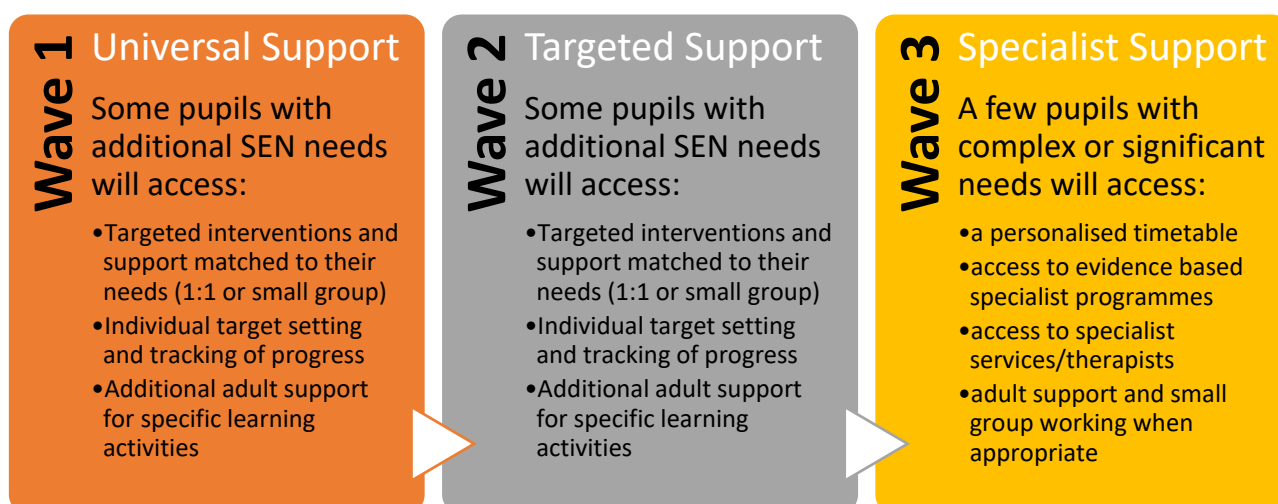 Wave 1
Universal Support
Some pupils with
additional SEN needs
will access:
•Targeted interventions and
support matched to their
needs (1:1 or small group)
•Individual target setting
and tracking of progress
•Additional adult support
for specific learning
activities
Wave 2
Targeted Support
Some pupils with
additional SEN needs
will access:
•Targeted interventions and
support matched to their
needs (1:1 or small group)
•Individual target setting
and tracking of progress
•Additional adult support
for specific learning
activities
Wave 3
Specialist Support
A few pupils with
complex or significant
needs will access:
•a personalised timetable
•access to evidence based
specialist programmes
•access to specialist
services/therapists
•adult support and small
group working when
appropriate